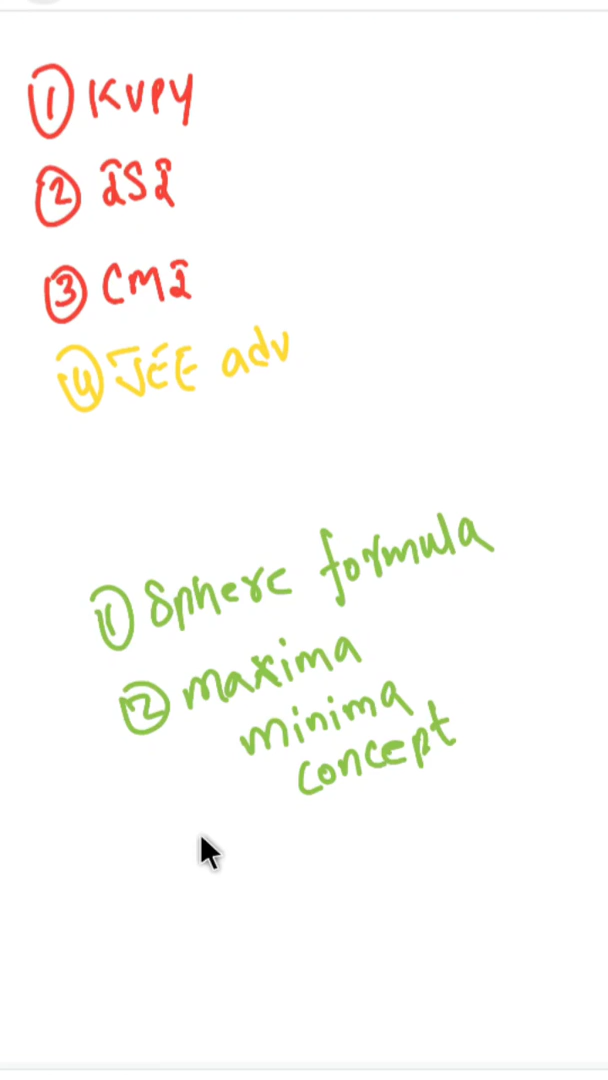 ① KVPY
② ISI
③ CMI
④ JEE adv
① Sphere formula
② maxima
minima
concept